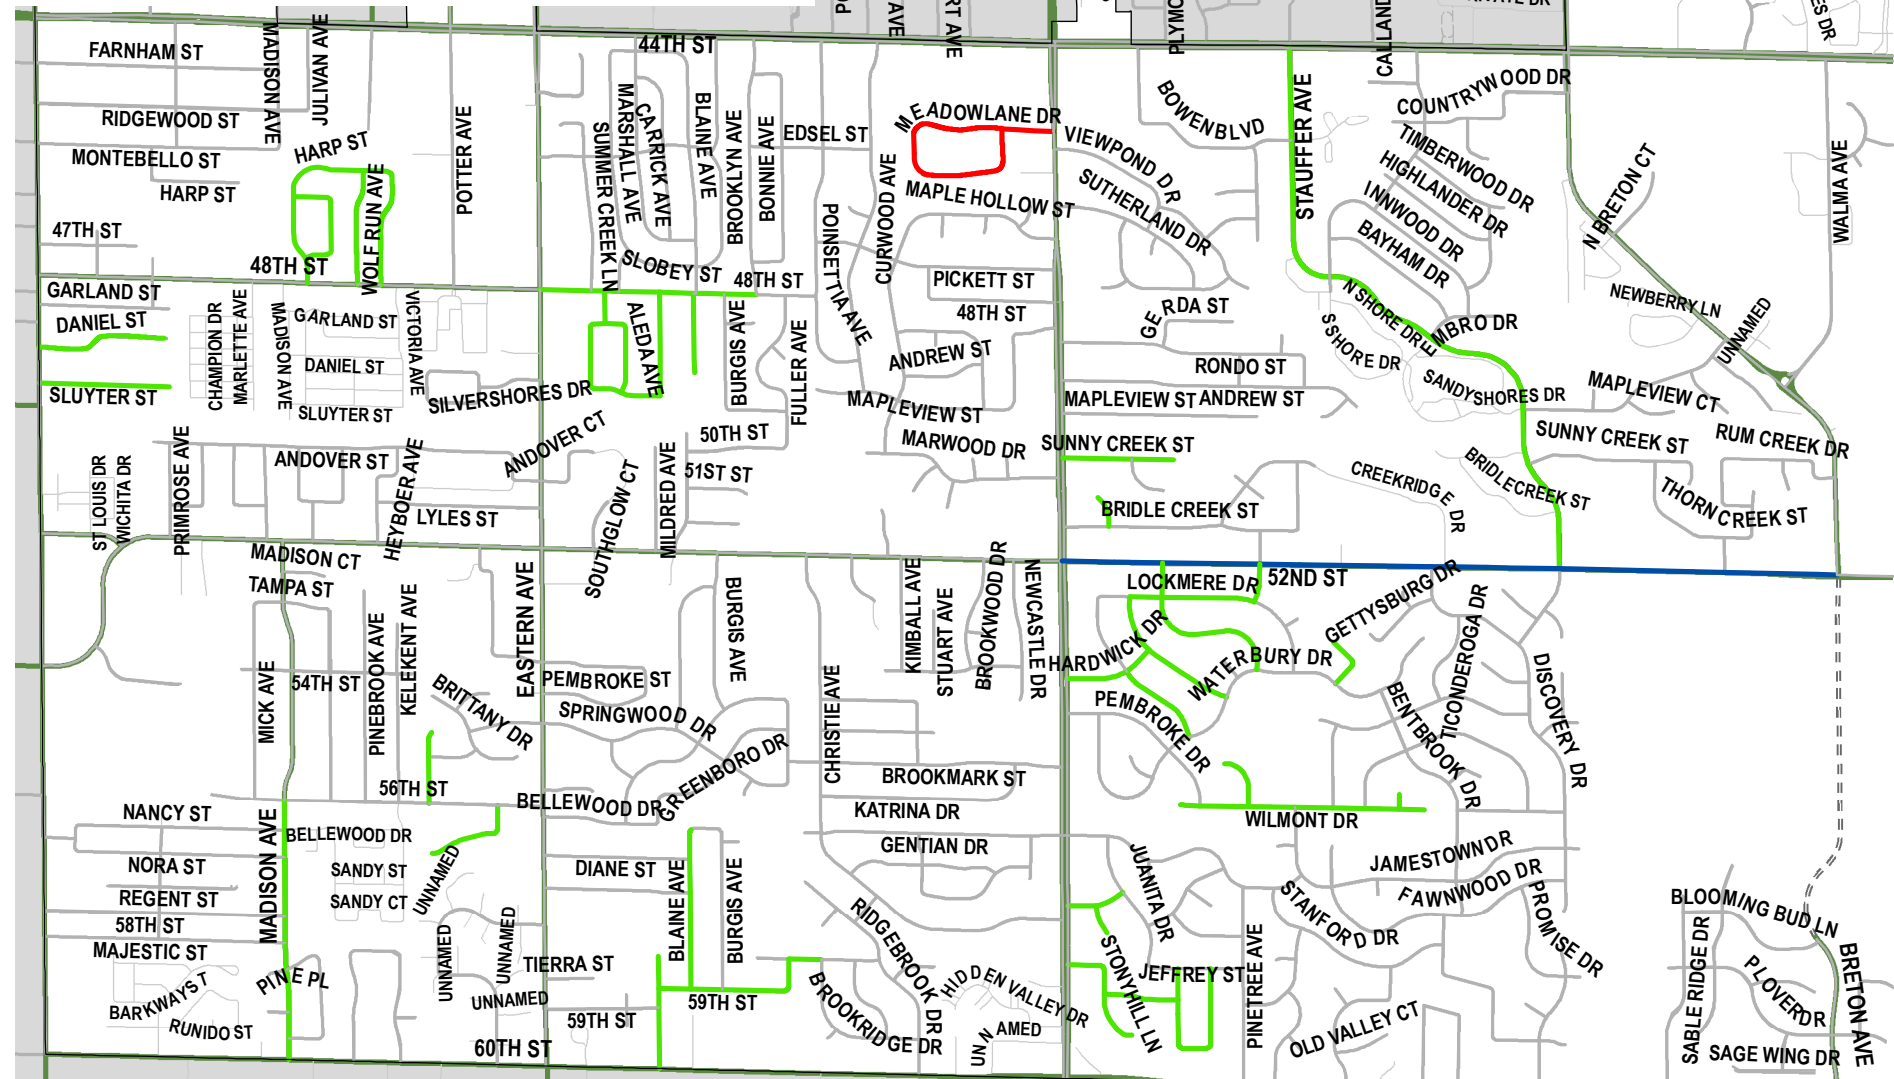 AVE
PLYMO
CALLAND
ES DR
44TH ST
FARNHAM ST
MADISON AVE
JULIVAN AVE
RIDGEWOOD ST
MONTEBELLO ST
HARP ST
HARP ST
WOLF RUN AVE
POTTER AVE
47TH ST
48TH ST
SUMMER CREEK LN
MARSHALL AVE
CARRICK AVE
BLAINE AVE
BROOKLYN AVE
BONNIE AVE
EDSEL ST
SLOBEY ST
48TH ST
POINSETTIA AVE
CURWOOD AVE
MEADOWLANE DR
MAPLE HOLLOW ST
PICKETT ST
48TH ST
ANDREW ST
VIEWPOND DR
SUTHERLAND DR
BOWEN BLVD
STAUFFER AVE
COUNTRYWOOD DR
TIMBERWOOD DR
HIGHLANDER DR
INNWOOD DR
BAYHAM DR
N BRETON CT
WALMA AVE
NEWBERRY LN
UNNAMED
GERDA ST
N SHORE DR
S SHORE DR
EMBRO DR
SANDY SHORES DR
RONDO ST
MAPLEVIEW ST
ANDREW ST
MAPLEVIEW CT
SUNNY CREEK ST
RUM CREEK DR
GARLAND ST
DANIEL ST
SLUYTER ST
CHAMPION DR
MARLETTE AVE
MADISON AVE
GARLAND ST
DANIEL ST
SLUYTER ST
VICTORIA AVE
SILVERSHORES DR
ALEDA AVE
BURGIS AVE
FULLER AVE
MAPLEVIEW ST
MARWOOD DR
SUNNY CREEK ST
50TH ST
51ST ST
MILDRED AVE
ANDOVER CT
ANDOVER ST
PRIMROSE AVE
ST LOUIS DR
WICHITA DR
HEYBOER AVE
LYLES ST
SOUTHGLOW CT
BRIDLE CREEK ST
CREEKRIDGE DR
BRIDLECREEK ST
THORNCREEK ST
52ND ST
MADISON CT
TAMPA ST
MICK AVE
54TH ST
PINEBROOK AVE
KELEKENT AVE
BRITTANY DR
EASTERN AVE
PEMBROKE ST
SPRINGWOOD DR
GREENBORO DR
BURGIS AVE
CHRISTIE AVE
KIMBALL AVE
STUART AVE
BROOKWOOD DR
NEWCASTLE DR
LOCKMERE DR
HARDWICK DR
WATERBURY DR
GETTYSBURG DR
PEMBROKE DR
TICONDEROGA DR
BENTBROOK DR
DISCOVERY DR
56TH ST
BELLEWOOD DR
BROOKMARK ST
KATRINA DR
GENTIAN DR
WILMONT DR
NANCY ST
NORA ST
REGENT ST
58TH ST
MAJESTIC ST
BARKWAYS T
RUNIDO ST
MADISON AVE
BELLEWOOD DR
SANDY ST
SANDY CT
PINE PL
UNNAMED
UNNAMED
UNNAMED
UNNAMED
DIANE ST
TIERRA ST
59TH ST
59TH ST
60TH ST
BLAINE AVE
BURGIS AVE
RIDGEBROOK DR
BROOKRIDGE DR
HIDDEN VALLEY DR
UNNAMED
JUANITA DR
STONYHILL LN
JEFFREY ST
PINETREE AVE
STANFORD DR
JAMESTOWN DR
FAWNWOOD DR
PROMISE DR
OLD VALLEY CT
BLOOMING BUD LN
SABLE RIDGE DR
PLOVER DR
SAGE WING DR
BRETON AVE